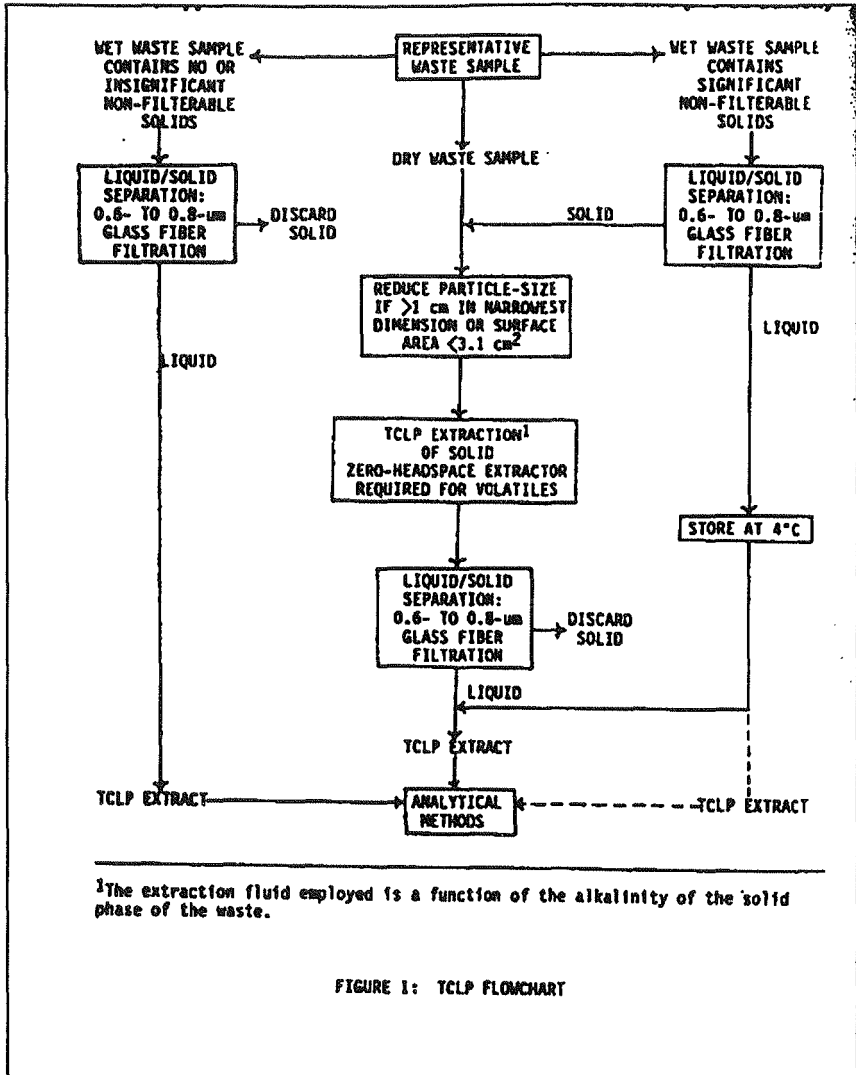 WET WASTE SAMPLE
CONTAINS NO OR
INSIGNIFICANT
NON-FILTERABLE
SOLIDS
REPRESENTATIVE
WASTE SAMPLE
WET WASTE SAMPLE
CONTAINS
SIGNIFICANT
NON-FILTERABLE
SOLIDS
DRY WASTE SAMPLE
LIQUID/SOLID
SEPARATION:
0.6- TO 0.8-um
GLASS FIBER
FILTRATION
DISCARD
SOLID
SOLID
LIQUID/SOLID
SEPARATION:
0.6- TO 0.8-um
GLASS FIBER
FILTRATION
REDUCE PARTICLE-SIZE
IF >1 cm IN NARROWEST
DIMENSION OR SURFACE
AREA <3.1 cm2
LIQUID
LIQUID
TCLP EXTRACTION1
OF SOLID
ZERO-HEADSPACE EXTRACTOR
REQUIRED FOR VOLATILES
STORE AT 4°C
LIQUID/SOLID
SEPARATION:
0.6- TO 0.8-um
GLASS FIBER
FILTRATION
DISCARD
SOLID
LIQUID
TCLP EXTRACT
TCLP EXTRACT
ANALYTICAL
METHODS
TCLP EXTRACT
1The extraction fluid employed is a function of the alkalinity of the solid
phase of the waste.
FIGURE 1: TCLP FLOWCHART